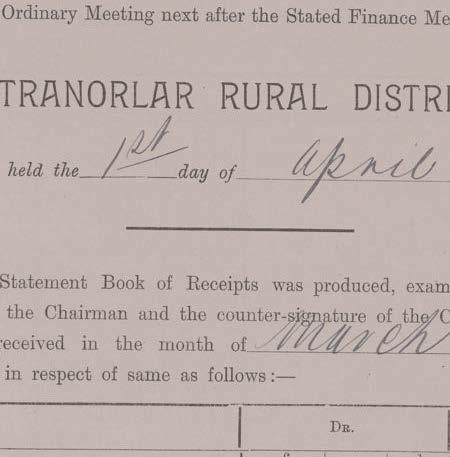 Ordinary Meeting next after the Stated Finance Me
TRANORLAR RURAL DISTRI
held the 1st day of April
Statement Book of Receipts was produced, exam
the Chairman and the counter-signature of the C
received in the month of March
in respect of same as follows:—
DR.